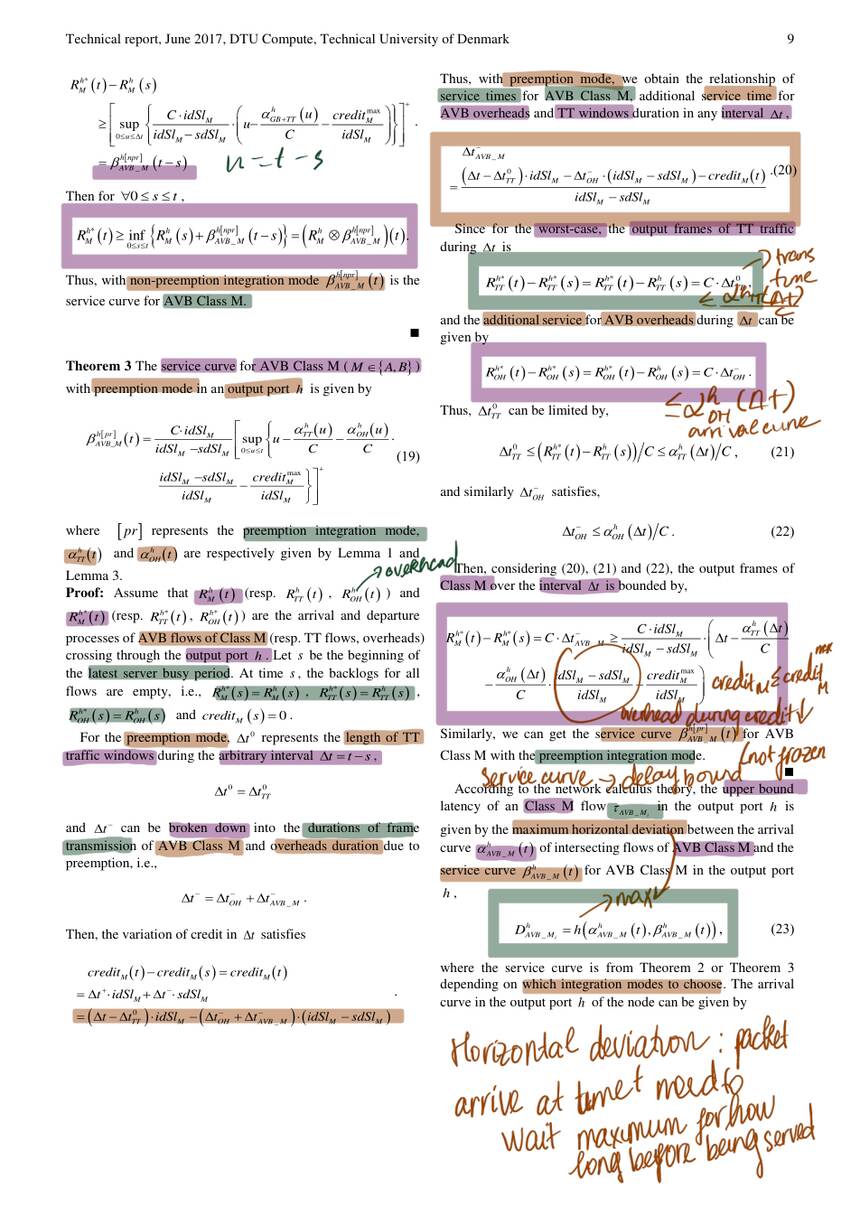 Technical report, June 2017, DTU Compute, Technical University of Denmark 9
R_M^{h*}(t) − R_M^h(s)
≥ [ sup_{0≤u≤Δt} { C·idSl_M / (idSl_M − sdSl_M) · ( u − α_{GB+TT}^h(u) / C − credit_M^{max} / idSl_M ) } ]^+ .
= β_{AVB_M}^{h[npr]}(t−s)
u = t − s
Then for ∀0≤s≤t,
R_M^{h*}(t) ≥ inf_{0≤s≤t} { R_M^h(s) + β_{AVB_M}^{h[npr]}(t−s) } = (R_M^h ⊗ β_{AVB_M}^{h[npr]})(t).
Thus, with non-preemption integration mode β_{AVB_M}^{h[npr]}(t) is the
service curve for AVB Class M.
■
Theorem 3 The service curve for AVB Class M ( M∈{A,B} )
with preemption mode in an output port h is given by
β_{AVB_M}^{h[pr]}(t) = C·idSl_M / (idSl_M − sdSl_M) [ sup_{0≤u≤t} { u − α_{TT}^h(u) / C − α_{OH}^h(u) / C ·
(19)
(idSl_M − sdSl_M) / idSl_M − credit_M^{max} / idSl_M } ]^+
where [pr] represents the preemption integration mode,
α_{TT}^h(t) and α_{OH}^h(t) are respectively given by Lemma 1 and
Lemma 3.
→overhead
Proof: Assume that R_M^h(t) (resp. R_{TT}^h(t), R_{OH}^h(t)) and
R_M^{h*}(t) (resp. R_{TT}^{h*}(t), R_{OH}^{h*}(t)) are the arrival and departure
processes of AVB flows of Class M (resp. TT flows, overheads)
crossing through the output port h. Let s be the beginning of
the latest server busy period. At time s, the backlogs for all
flows are empty, i.e., R_M^{h*}(s) = R_M^h(s), R_{TT}^{h*}(s) = R_{TT}^h(s),
R_{OH}^{h*}(s) = R_{OH}^h(s) and credit_M(s) = 0.
For the preemption mode, Δt^0 represents the length of TT
traffic windows during the arbitrary interval Δt = t − s,
Δt^0 = Δt_{TT}^0
and Δt^− can be broken down into the durations of frame
transmission of AVB Class M and overheads duration due to
preemption, i.e.,
Δt^− = Δt_{OH}^− + Δt_{AVB_M}^− .
Then, the variation of credit in Δt satisfies
credit_M(t) − credit_M(s) = credit_M(t)
= Δt^+·idSl_M + Δt^−·sdSl_M .
= (Δt − Δt_{TT}^0)·idSl_M − (Δt_{OH}^− + Δt_{AVB_M}^−)·(idSl_M − sdSl_M)
Thus, with preemption mode, we obtain the relationship of
service times for AVB Class M, additional service time for
AVB overheads and TT windows duration in any interval Δt,
Δt_{AVB_M}^−
= ( (Δt − Δt_{TT}^0)·idSl_M − Δt_{OH}^−·(idSl_M − sdSl_M) − credit_M(t) ) / (idSl_M − sdSl_M) .(20)
Since for the worst-case, the output frames of TT traffic
during Δt is
→ trans
time
R_{TT}^{h*}(t) − R_{TT}^{h*}(s) = R_{TT}^{h*}(t) − R_{TT}^h(s) = C·Δt_{TT}^0,
≤ α^h_{TT}(Δt)
and the additional service for AVB overheads during Δt can be
given by
R_{OH}^{h*}(t) − R_{OH}^{h*}(s) = R_{OH}^{h*}(t) − R_{OH}^h(s) = C·Δt_{OH}^− .
≤ α^h_{OH}(Δt)
arrival curve
Thus, Δt_{TT}^0 can be limited by,
Δt_{TT}^0 ≤ (R_{TT}^{h*}(t) − R_{TT}^h(s))/C ≤ α_{TT}^h(Δt)/C , (21)
and similarly Δt_{OH}^− satisfies,
Δt_{OH}^− ≤ α_{OH}^h(Δt)/C . (22)
Then, considering (20), (21) and (22), the output frames of
Class M over the interval Δt is bounded by,
R_M^{h*}(t) − R_M^h(s) = C·Δt_{AVB_M}^− ≥ C·idSl_M / (idSl_M − sdSl_M) · ( Δt − α_{TT}^h(Δt) / C
− α_{OH}^h(Δt) / C · (idSl_M − sdSl_M) / idSl_M − credit_M^{max} / idSl_M )
credit_M ≤ credit_M^{max}
overhead during credit↓
Similarly, we can get the service curve β_{AVB_M}^{h[pr]}(t) for AVB
Class M with the preemption integration mode.
(not frozen
■
Service curve → delay bound
According to the network calculus theory, the upper bound
latency of an Class M flow τ_{AVB_M_i} in the output port h is
given by the maximum horizontal deviation between the arrival
curve α_{AVB_M}^h(t) of intersecting flows of AVB Class M and the
service curve β_{AVB_M}^h(t) for AVB Class M in the output port
h,
→max
D_{AVB_M_i}^h = h(α_{AVB_M}^h(t), β_{AVB_M}^h(t)), (23)
where the service curve is from Theorem 2 or Theorem 3
depending on which integration modes to choose. The arrival
curve in the output port h of the node can be given by
Horizontal deviation : packet
arrive at time t need to
wait maximum for how
long before being served